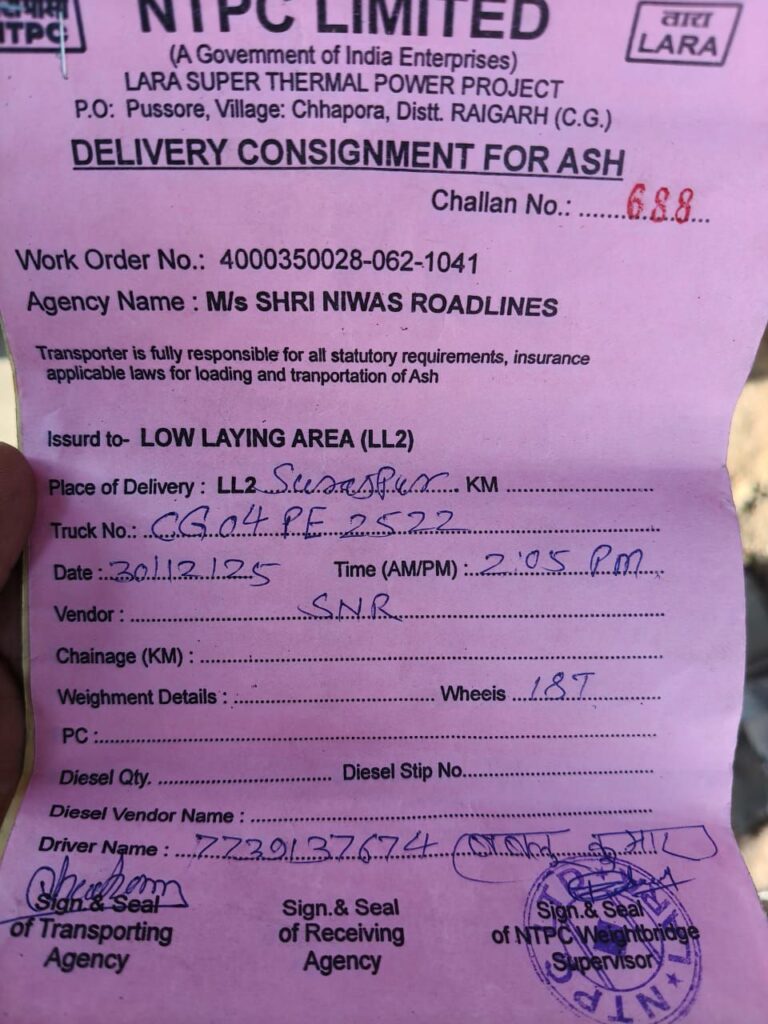 NTPC
NTPC LIMITED
तारा
LARA
(A Government of India Enterprises)
LARA SUPER THERMAL POWER PROJECT
P.O: Pussore, Village: Chhapora, Distt. RAIGARH (C.G.)
DELIVERY CONSIGNMENT FOR ASH
Challan No.: ....... 688...
Work Order No.: 4000350028-062-1041
Agency Name : M/s SHRI NIWAS ROADLINES
Transporter is fully responsible for all statutory requirements, insurance
applicable laws for loading and tranportation of Ash
Issurd to- LOW LAYING AREA (LL2)
Place of Delivery : LL2 ........ KM ........
Truck No.: CG04 PE 2522
Date : 30/12/25 Time (AM/PM) : 2:05 PM
Vendor : SNR
Chainage (KM) : ........
Weighment Details : ........ Wheels 18T
PC : ........
Diesel Qty. ........ Diesel Stip No. ........
Diesel Vendor Name : ........
Driver Name : 7739137674 कुमार
Sign.& Seal
of Transporting
Agency
Sign.& Seal
of Receiving
Agency
Sign.& Seal
of NTPC Weightbridge
Supervisor
NTPC